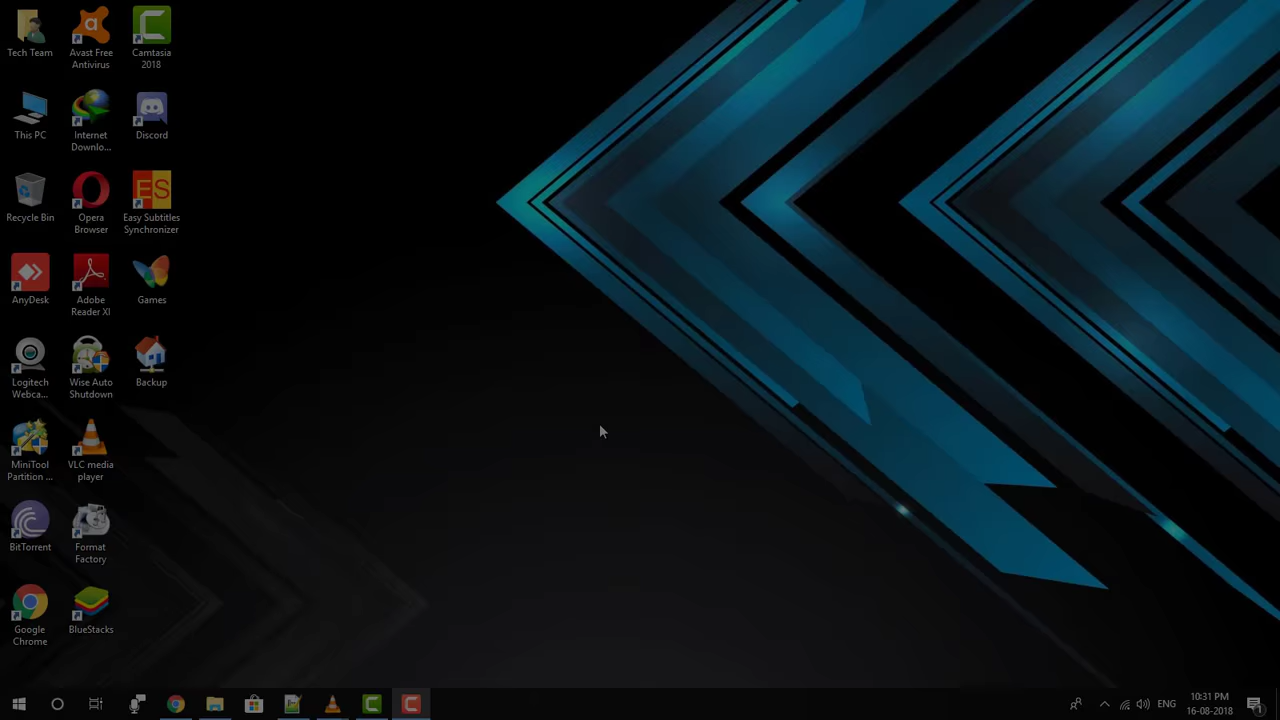 Tech Team
Avast Free
Antivirus
Camtasia
2018
This PC
Internet
Downlo...
Discord
Recycle Bin
Opera
Browser
ES
Easy Subtitles
Synchronizer
AnyDesk
Adobe
Reader XI
Games
Logitech
Webca...
Wise Auto
Shutdown
Backup
MiniTool
Partition ...
VLC media
player
BitTorrent
Format
Factory
Google
Chrome
BlueStacks
ENG
10:31 PM
16-08-2018
1